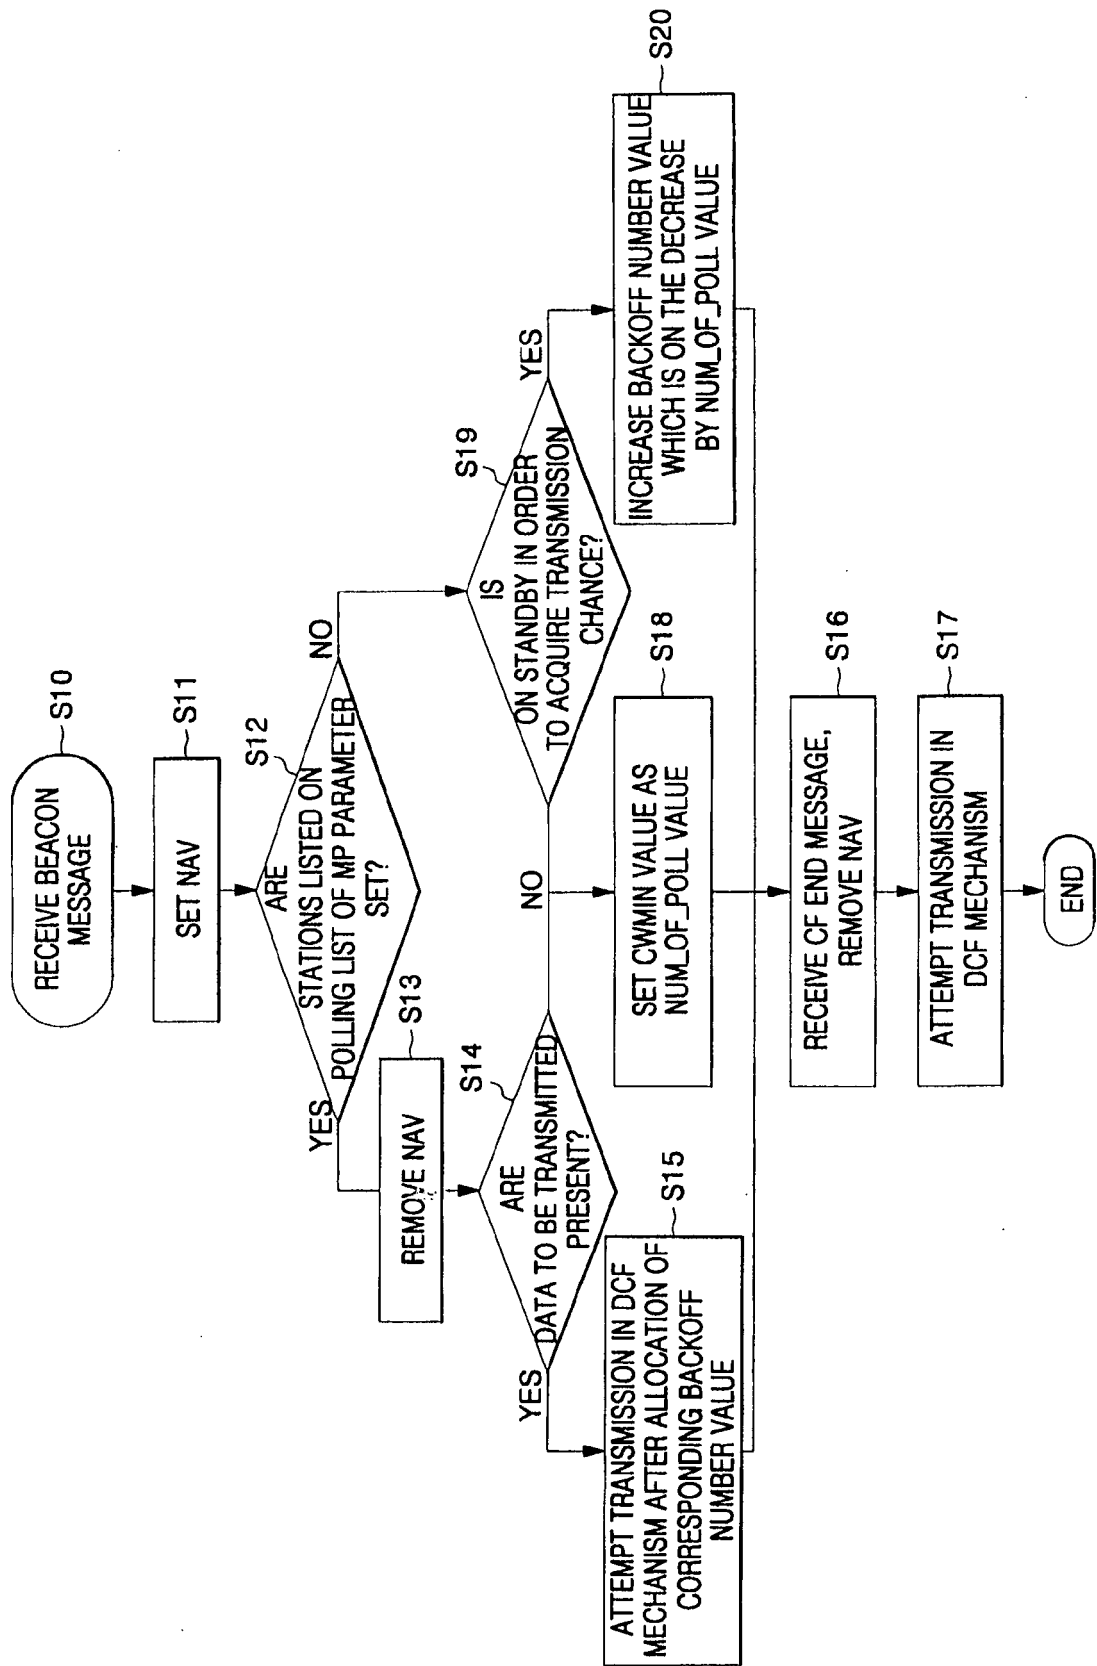 RECEIVE BEACON
MESSAGE
S10
SET NAV
S11
ARE
STATIONS LISTED ON
POLLING LIST OF MP PARAMETER
SET?
S12
YES
NO
REMOVE NAV
S13
ARE
DATA TO BE TRANSMITTED
PRESENT?
S14
YES
NO
IS
ON STANDBY IN ORDER
TO ACQUIRE TRANSMISSION
CHANCE?
S19
YES
ATTEMPT TRANSMISSION IN DCF
MECHANISM AFTER ALLOCATION OF
CORRESPONDING BACKOFF
NUMBER VALUE
S15
SET CWMIN VALUE AS
NUM_OF_POLL VALUE
S18
INCREASE BACKOFF NUMBER VALUE
WHICH IS ON THE DECREASE
BY NUM_OF_POLL VALUE
S20
RECEIVE CF END MESSAGE,
REMOVE NAV
S16
ATTEMPT TRANSMISSION IN
DCF MECHANISM
S17
END